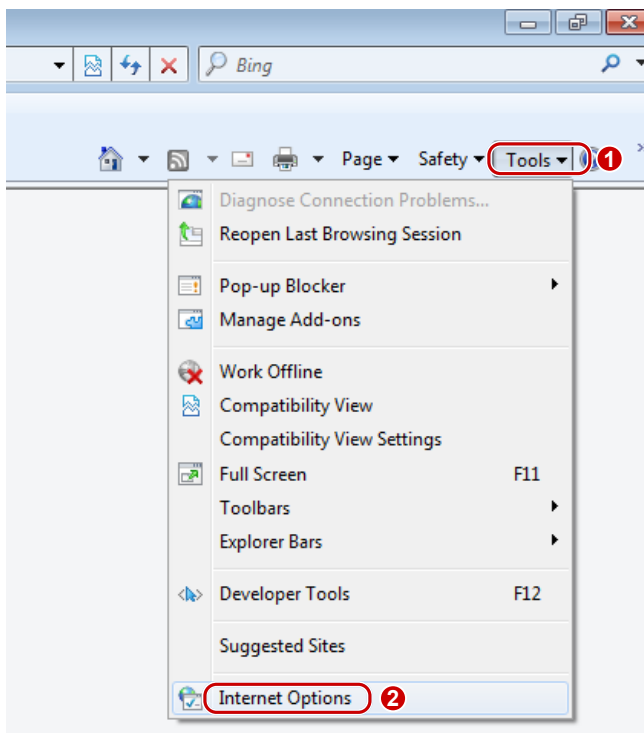 Bing
Page Safety Tools 1
Diagnose Connection Problems...
Reopen Last Browsing Session
Pop-up Blocker
Manage Add-ons
Work Offline
Compatibility View
Compatibility View Settings
Full Screen F11
Toolbars
Explorer Bars
Developer Tools F12
Suggested Sites
Internet Options 2